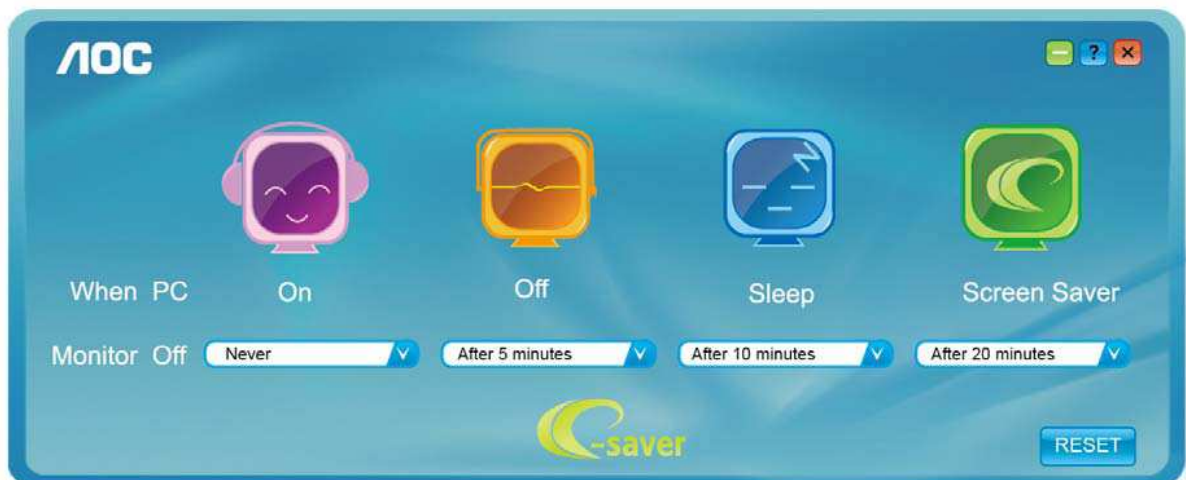 AOC
?
When PC On Off Sleep Screen Saver
Monitor Off Never After 5 minutes After 10 minutes After 20 minutes
e-saver
RESET